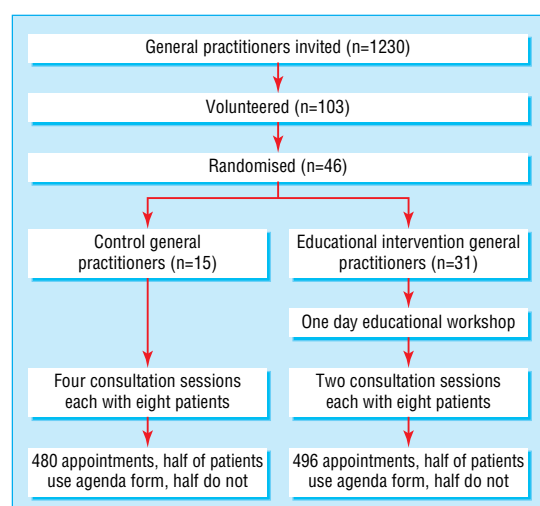 General practitioners invited (n=1230)
Volunteered (n=103)
Randomised (n=46)
Control general
practitioners (n=15)
Educational intervention general
practitioners (n=31)
One day educational workshop
Four consultation sessions
each with eight patients
Two consultation sessions
each with eight patients
480 appointments, half of patients
use agenda form, half do not
496 appointments, half of patients
use agenda form, half do not